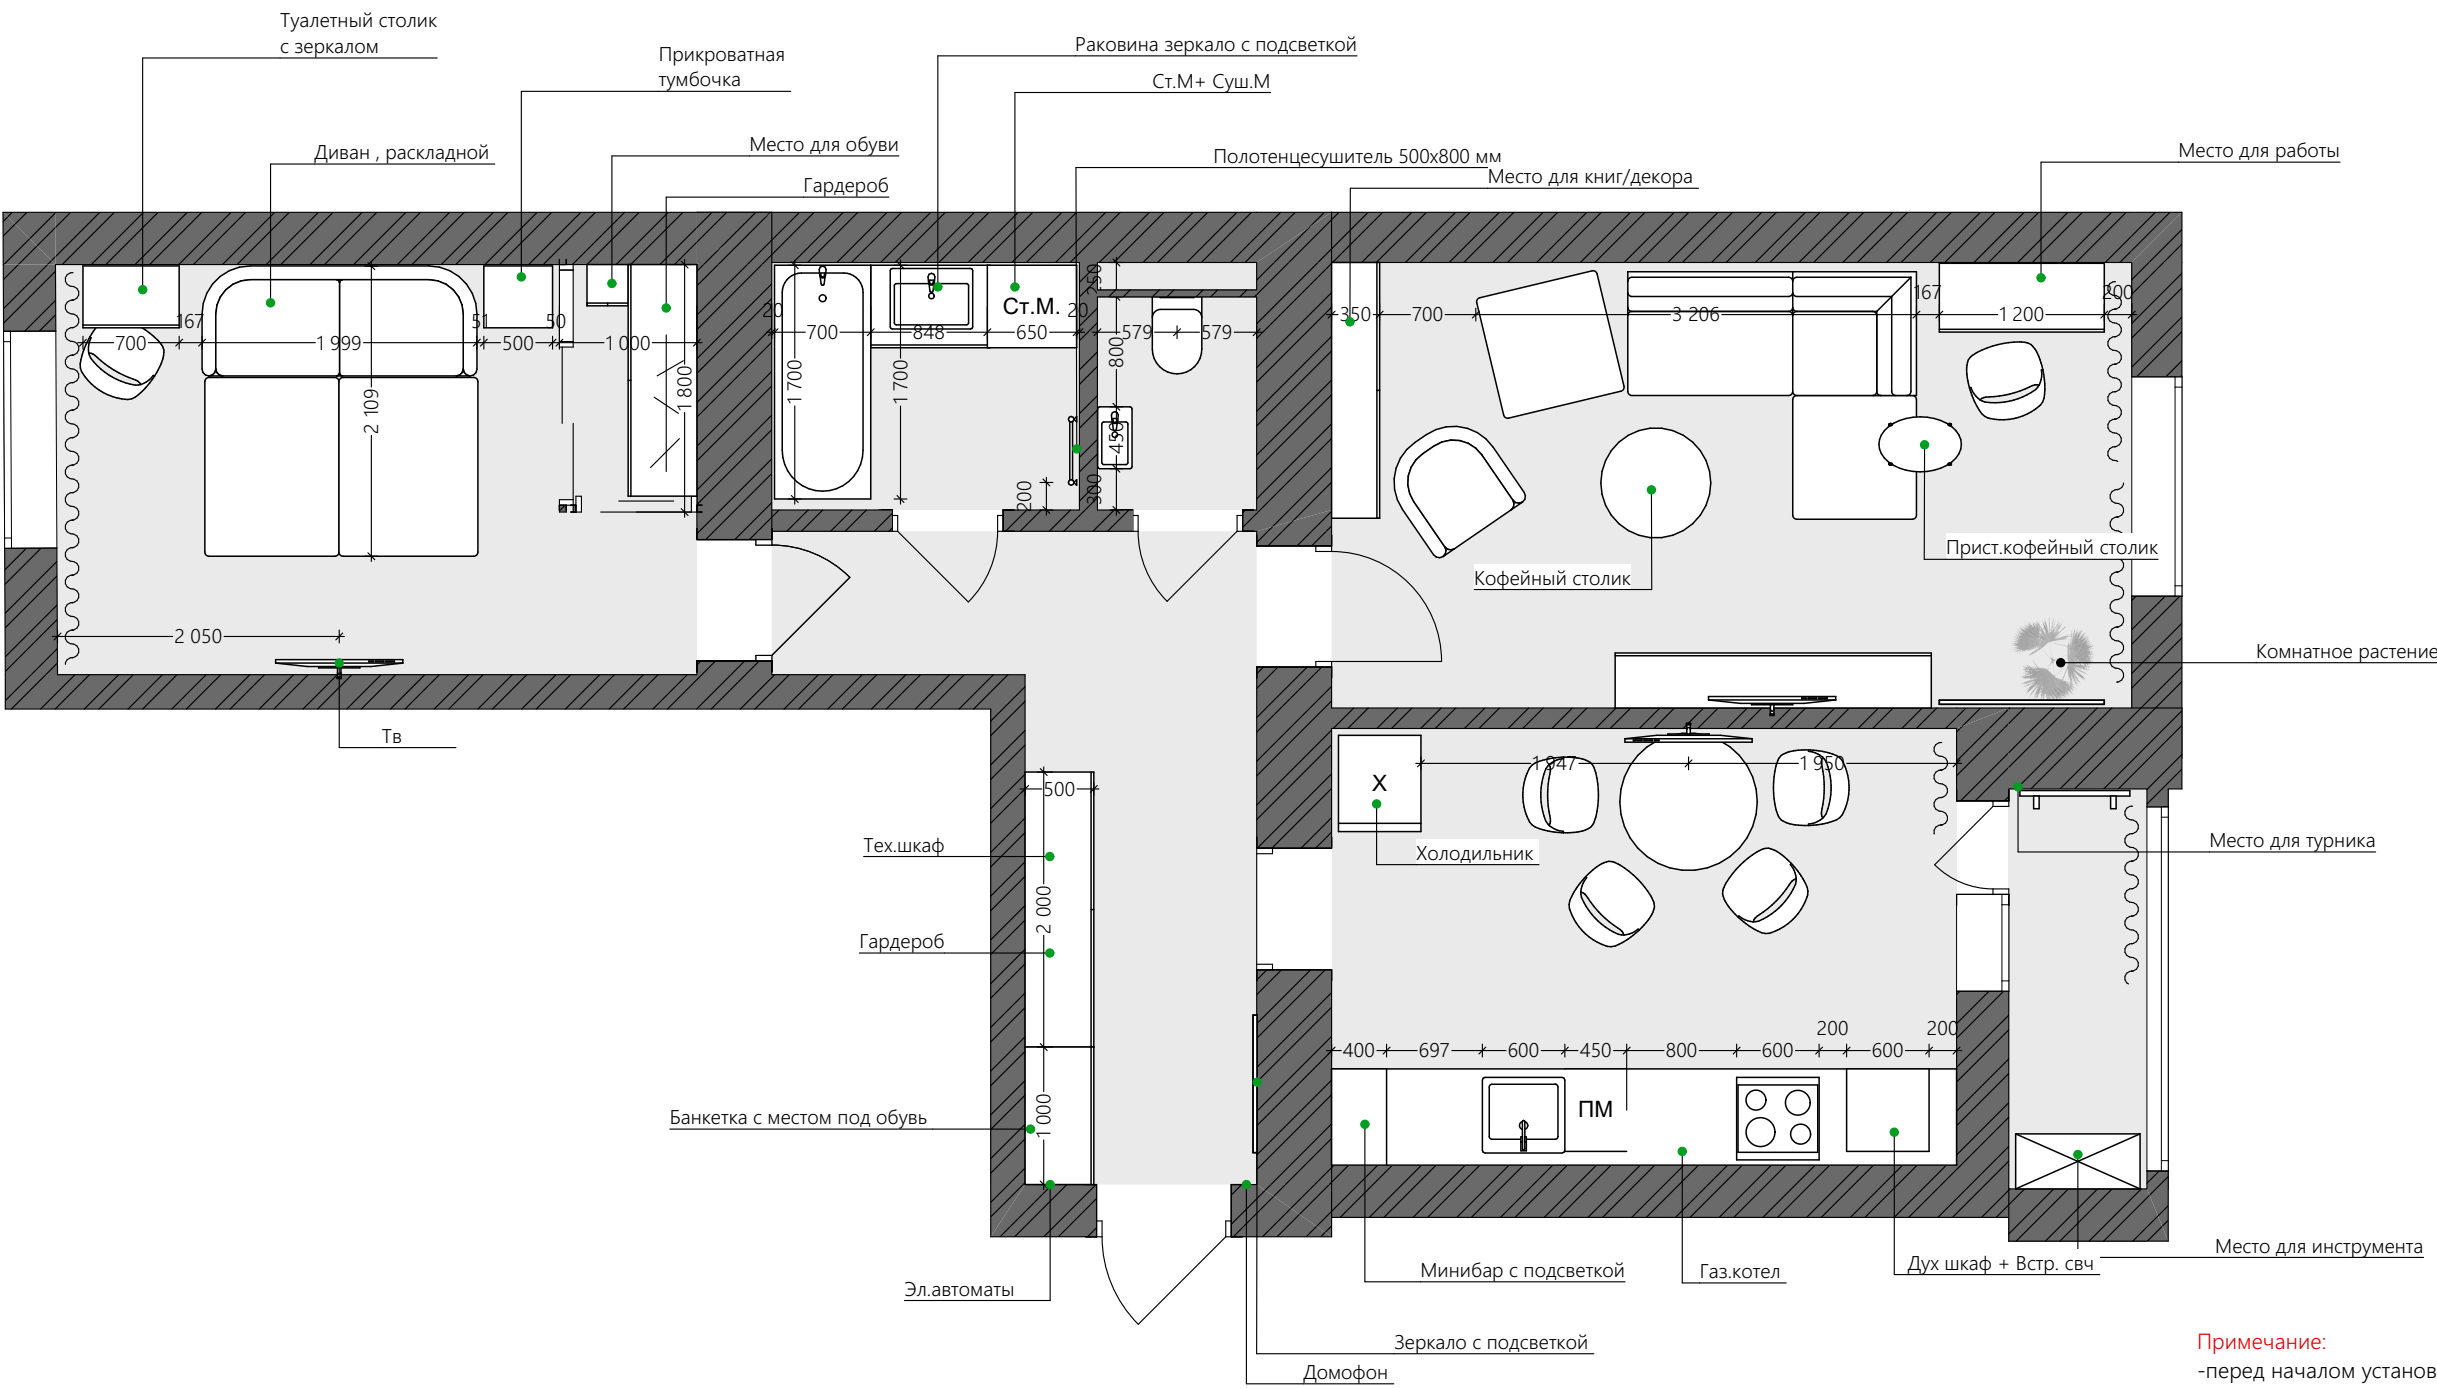 Туалетный столик
с зеркалом
Прикроватная
тумбочка
Раковина зеркало с подсветкой
Ст.М+ Суш.М
Диван , раскладной
Место для обуви
Гардероб
Полотенцесушитель 500x800 мм
Место для книг/декора
Место для работы
700
167
1 999
51
500
50
1 000
2 109
1 800
20
700
848
650
20
Ст.М.
1 700
1 700
200
250
579
579
800
450
300
350
700
3 206
167
1 200
200
Прист.кофейный столик
Кофейный столик
2 050
Комнатное растение
Тв
500
1 947
1 950
Х
Холодильник
Место для турника
Тех.шкаф
2 000
Гардероб
1 000
Банкетка с местом под обувь
400
697
600
450
800
600
200
600
200
ПМ
Эл.автоматы
Минибар с подсветкой
Газ.котел
Дух шкаф + Встр. свч
Место для инструмента
Зеркало с подсветкой
Домофон
Примечание:
-перед началом установ